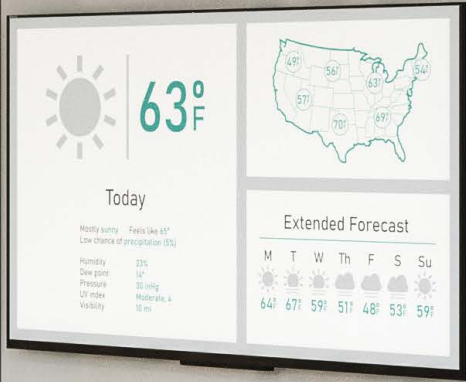 63°F
Today
Mostly sunny Feels like 65°
Low chance of precipitation (5%)
Humidity 23%
Dew point 14°
Pressure 30 inHg
UV index Moderate, 4
Visibility 10 mi
49°F
56°F
63°F
54°F
57°F
70°F
69°F
Extended Forecast
M T W Th F S Su
64°F 67°F 59°F 51°F 48°F 53°F 59°F